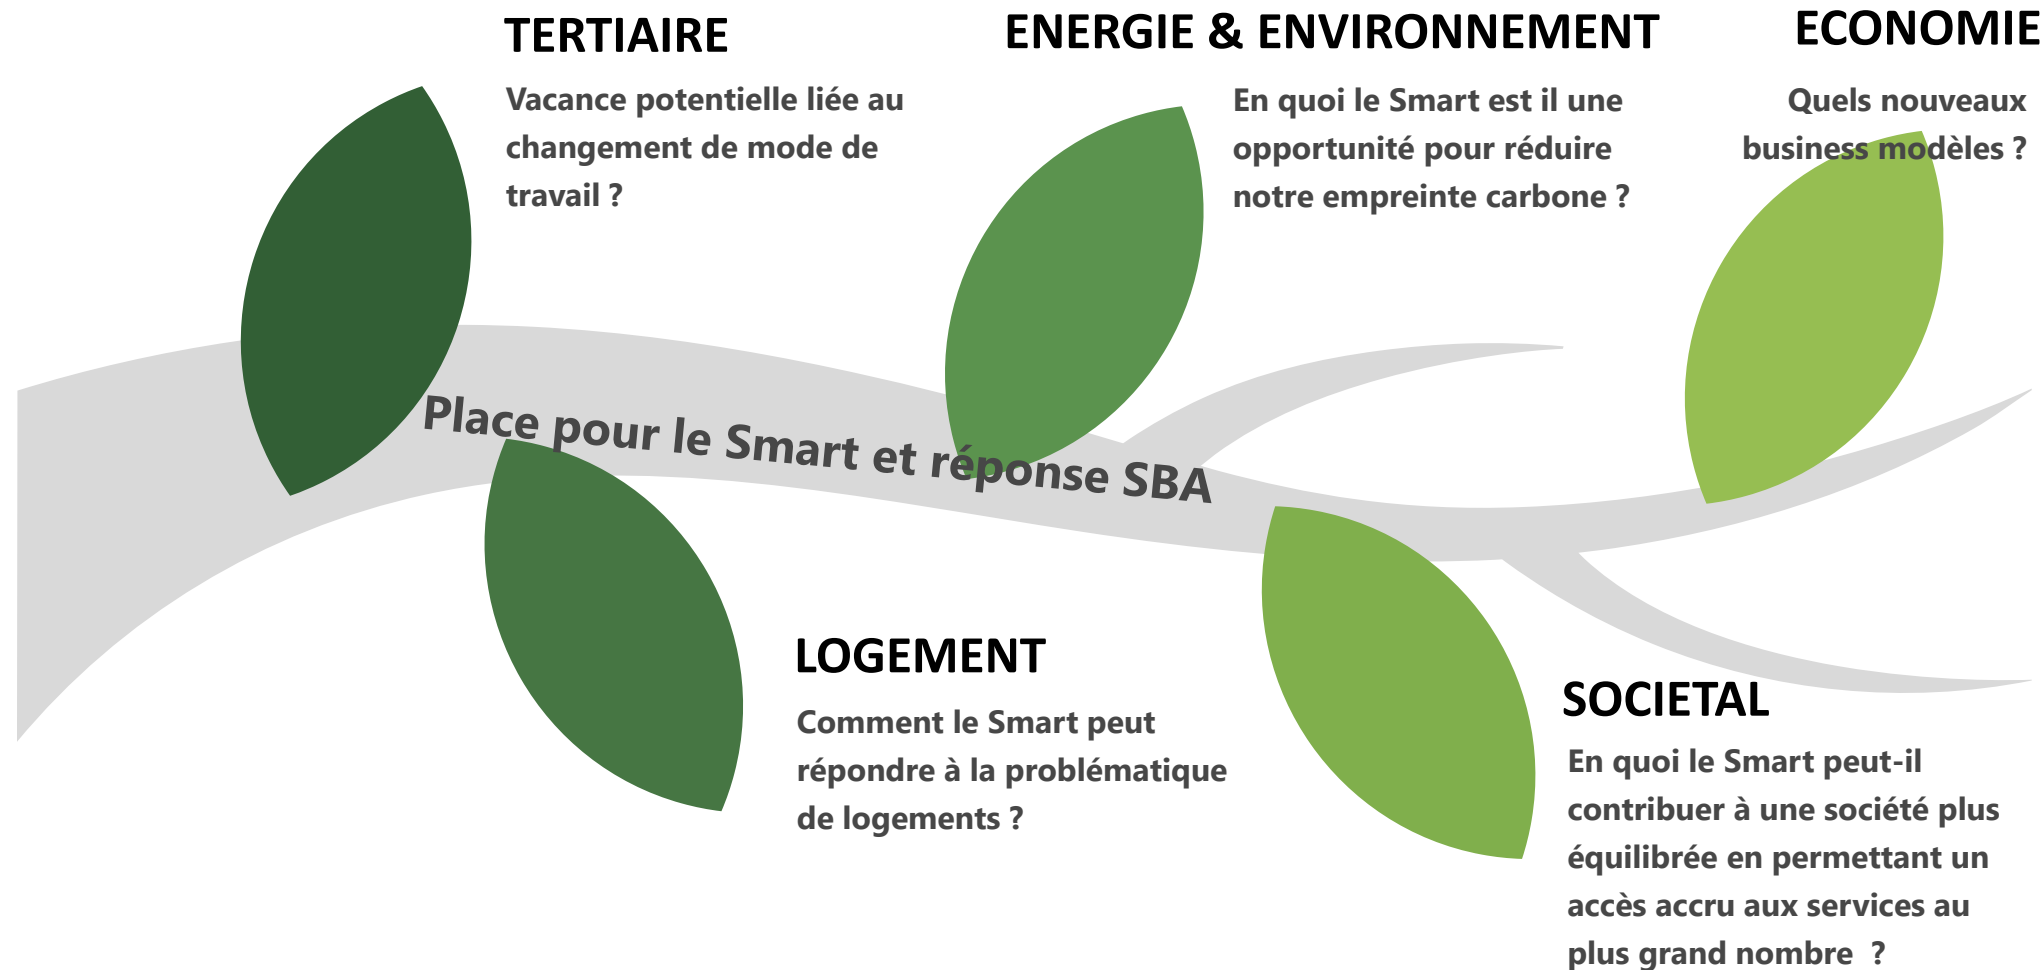 TERTIAIRE
Vacance potentielle liée au
changement de mode de
travail ?
ENERGIE & ENVIRONNEMENT
En quoi le Smart est il une
opportunité pour réduire
notre empreinte carbone ?
ECONOMIE
Quels nouveaux
business modèles ?
Place pour le Smart et réponse SBA
LOGEMENT
Comment le Smart peut
répondre à la problématique
de logements ?
SOCIETAL
En quoi le Smart peut-il
contribuer à une société plus
équilibrée en permettant un
accès accru aux services au
plus grand nombre  ?